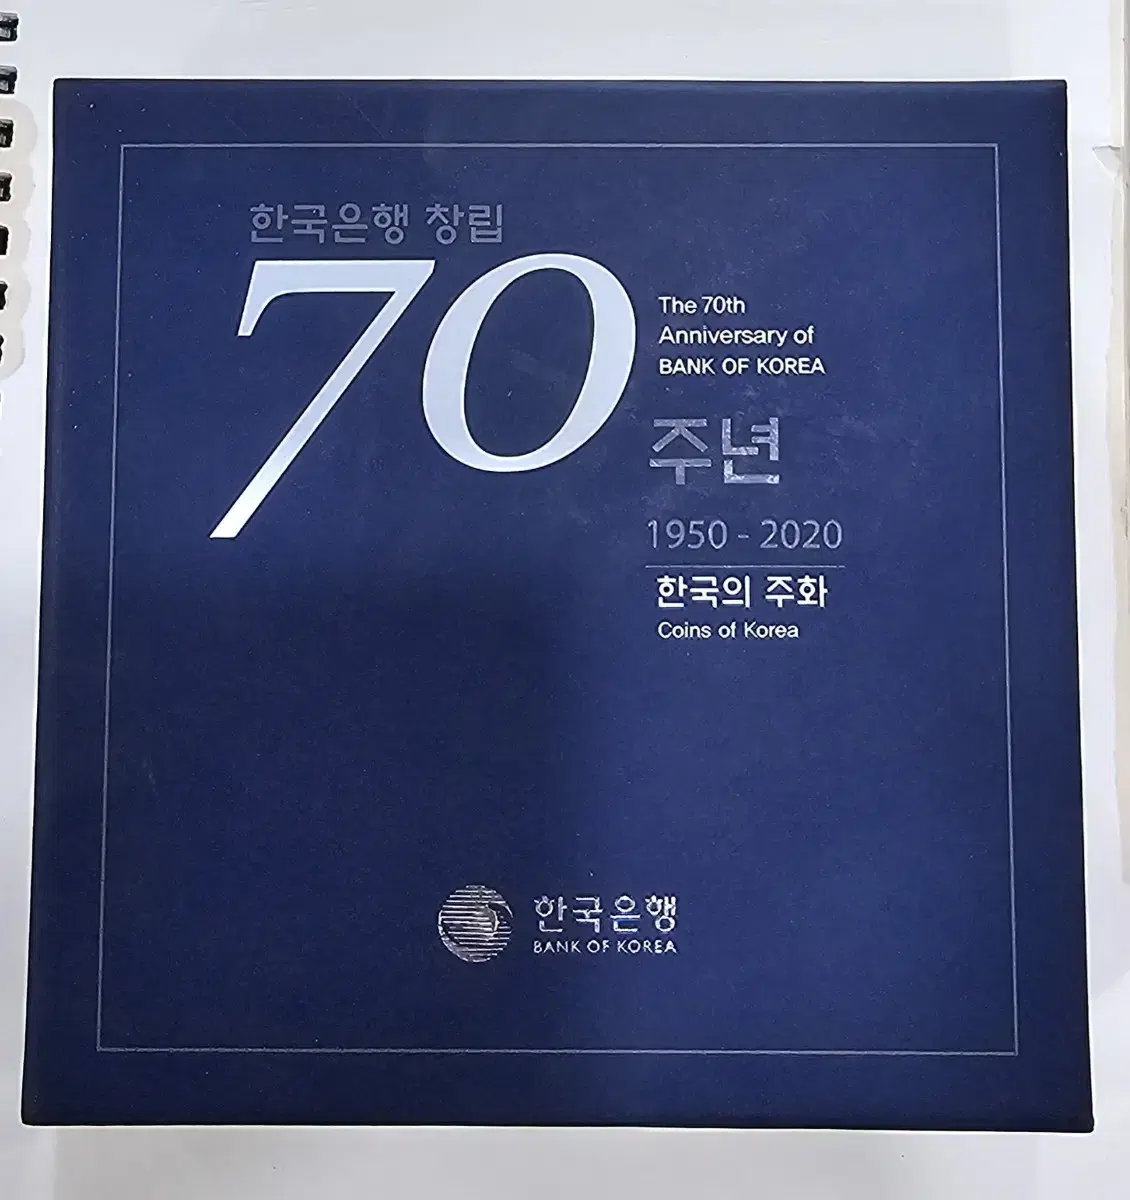 한국은행 창립
70
The 70th
Anniversary of
BANK OF KOREA
주년
1950 - 2020
한국의 주화
Coins of Korea
한국은행
BANK OF KOREA